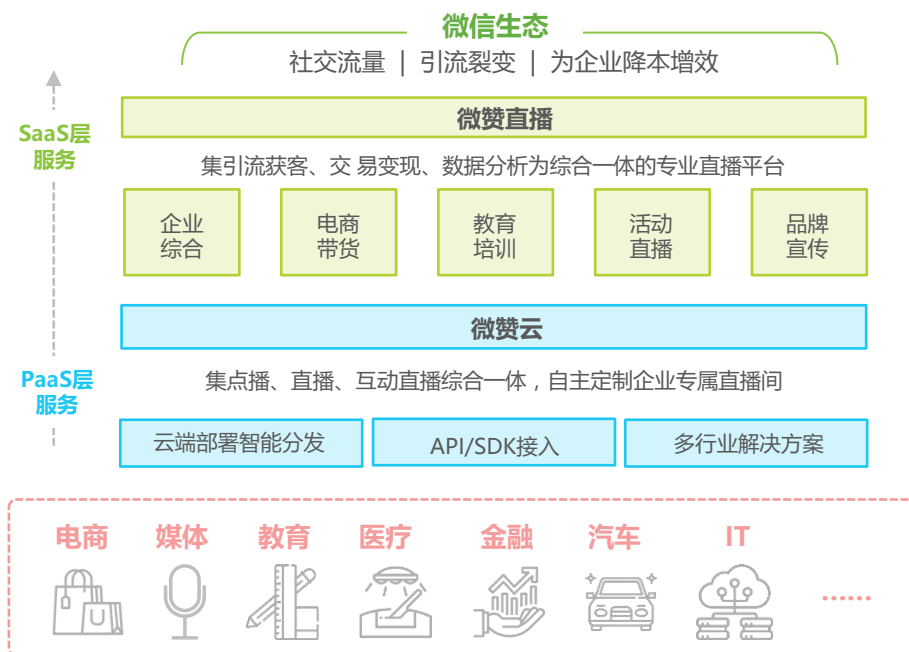 微信生态
社交流量 | 引流裂变 | 为企业降本增效
SaaS层
服务
微赞直播
集引流获客、交 易变现、数据分析为综合一体的专业直播平台
企业
综合
电商
带货
教育
培训
活动
直播
品牌
宣传
微赞云
PaaS层
服务
集点播、直播、互动直播综合一体，自主定制企业专属直播间
云端部署智能分发
API/SDK接入
多行业解决方案
电商 媒体 教育 医疗 金融 汽车 IT
······